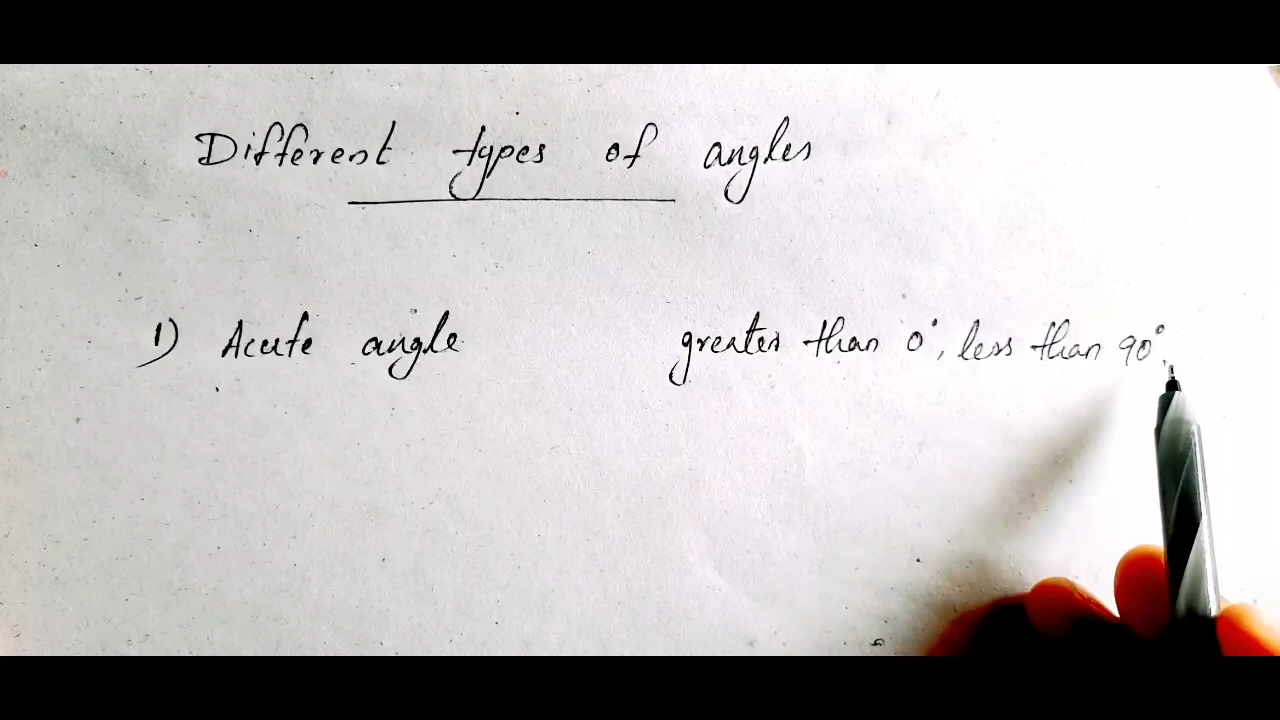 Different types of angles
1) Acute angle greater than 0°, less than 90°.